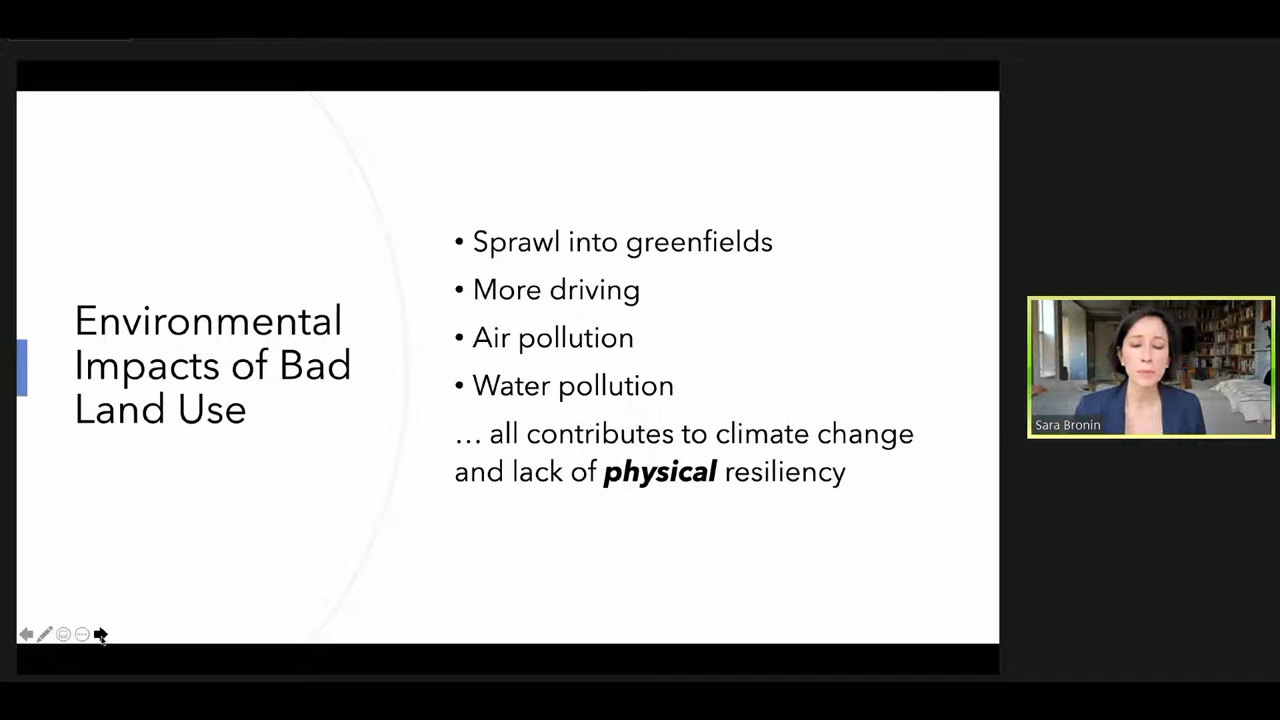 Environmental
Impacts of Bad
Land Use
• Sprawl into greenfields
• More driving
• Air pollution
• Water pollution
… all contributes to climate change
and lack of physical resiliency
Sara Bronin